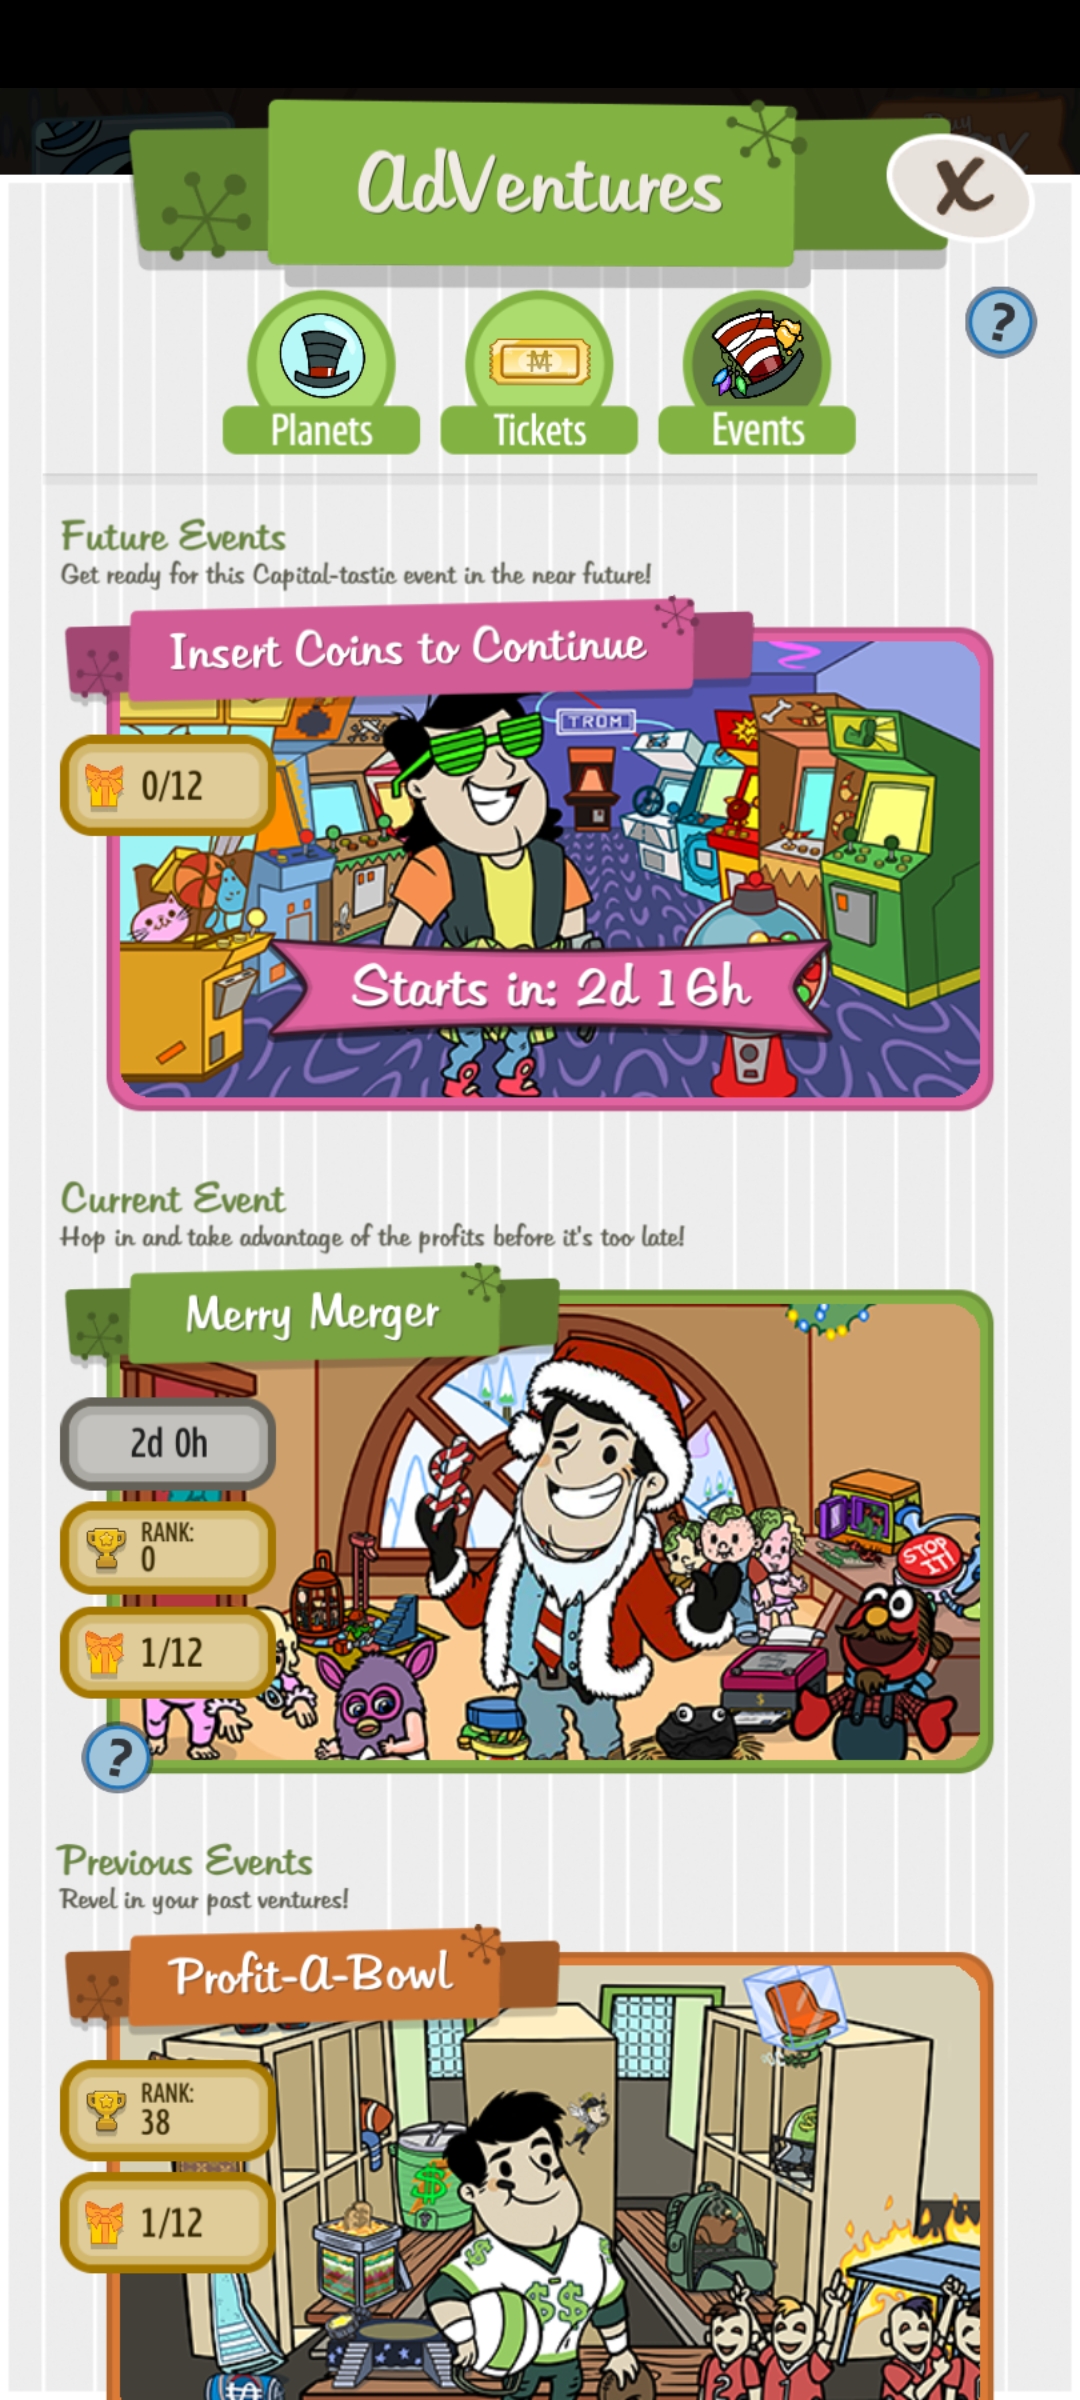 AdVentures
X
?
Planets
Tickets
Events
Future Events
Get ready for this Capital-tastic event in the near future!
Insert Coins to Continue
TROM
0/12
Starts in: 2d 16h
Current Event
Hop in and take advantage of the profits before it's too late!
Merry Merger
2d 0h
RANK:
0
STOP
IT!
1/12
$
?
Previous Events
Revel in your past ventures!
Profit-A-Bowl
RANK:
38
$
1/12
$$
2
1